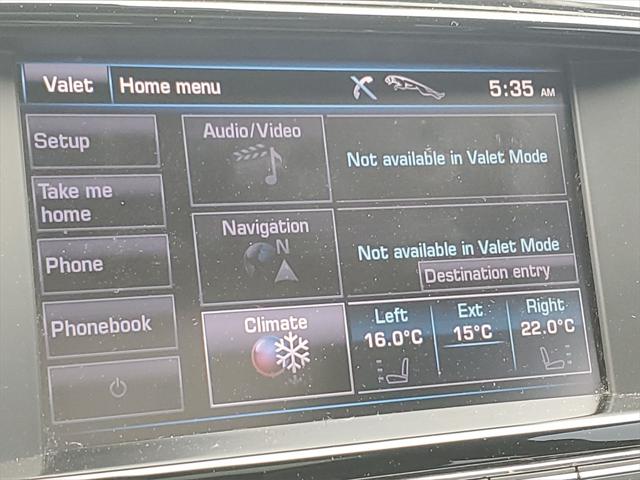 Valet Home menu 5:35 AM
Setup
Audio/Video
Not available in Valet Mode
Take me
home
Navigation
N
Not available in Valet Mode
Phone
Destination entry
Phonebook
Climate
Left Ext Right
16.0°C 15°C 22.0°C